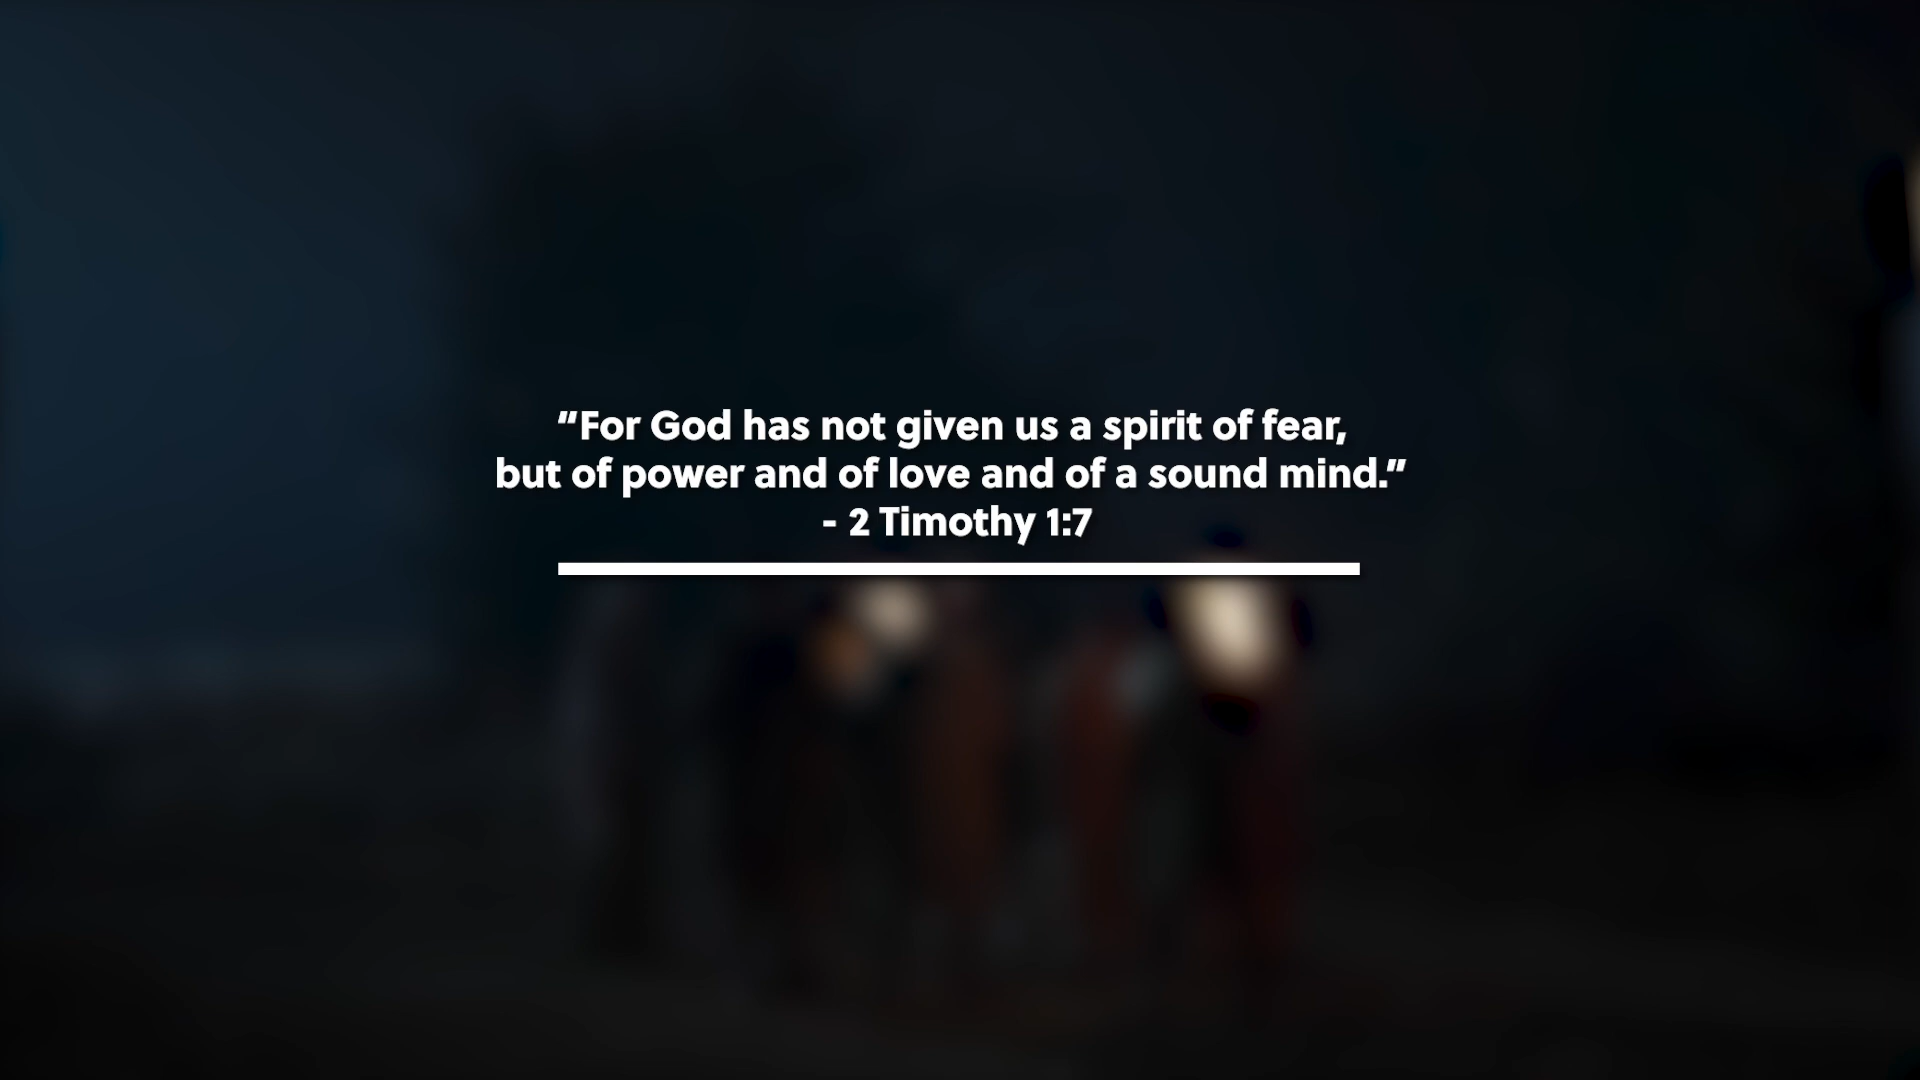 “For God has not given us a spirit of fear,
but of power and of love and of a sound mind.”
- 2 Timothy 1:7